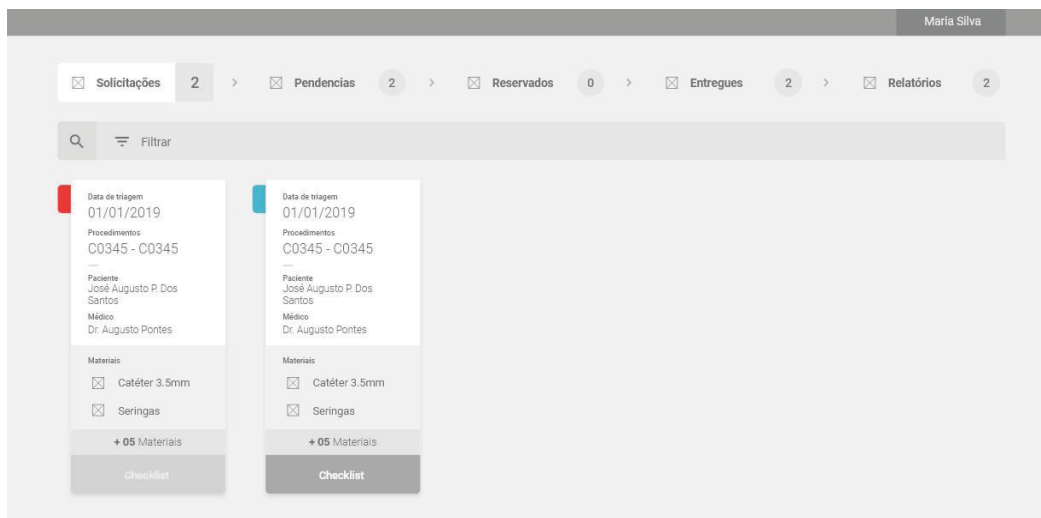 Maria Silva
Solicitações 2 > Pendencias 2 > Reservados 0 > Entregues 2 > Relatórios 2
Filtrar
Data de triagem
01/01/2019
Procedimentos
C0345 - C0345
Paciente
José Augusto P. Dos
Santos
Médico
Dr. Augusto Pontes
Materiais
Catéter 3.5mm
Seringas
+ 05 Materiais
Checklist
Data de triagem
01/01/2019
Procedimentos
C0345 - C0345
Paciente
José Augusto P. Dos
Santos
Médico
Dr. Augusto Pontes
Materiais
Catéter 3.5mm
Seringas
+ 05 Materiais
Checklist